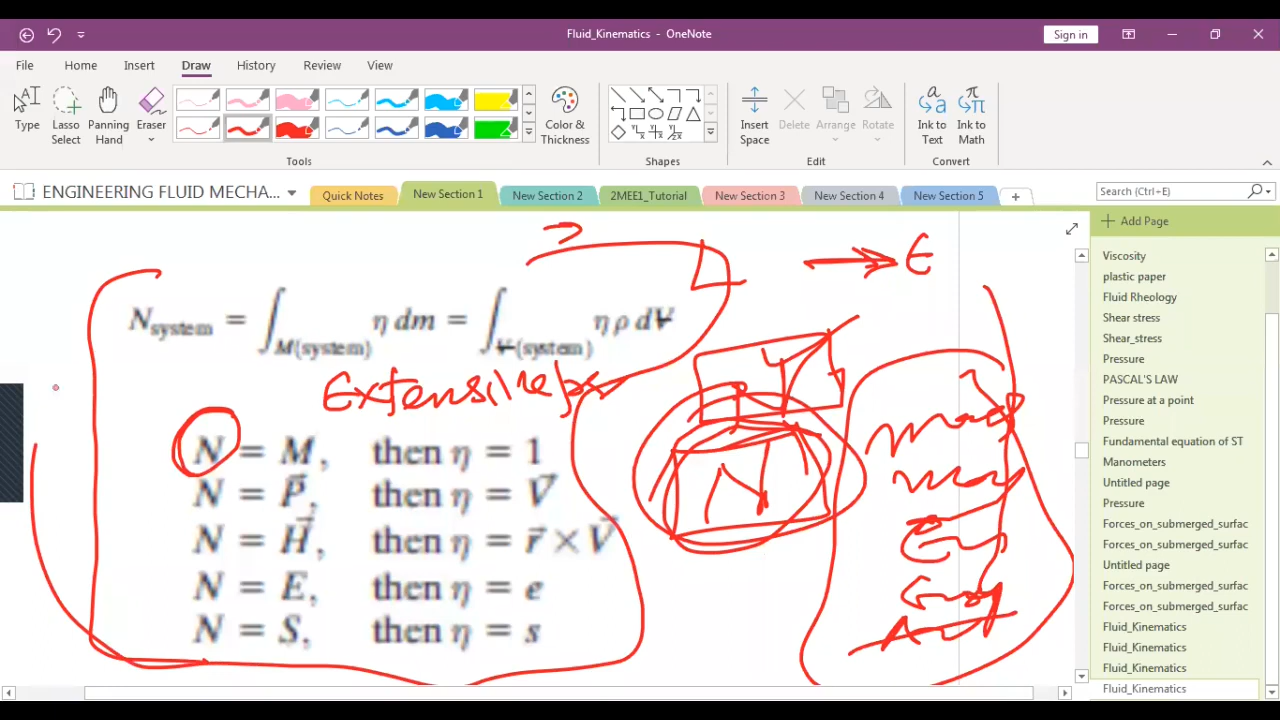 Fluid_Kinematics - OneNote
Sign in
File Home Insert Draw History Review View
Type
Lasso Select
Panning Hand
Eraser
Color & Thickness
Insert Space
Delete
Arrange
Rotate
Ink to Text
Ink to Math
Tools
Shapes
Edit
Convert
ENGINEERING FLUID MECHA...
Quick Notes
New Section 1
New Section 2
2MEE1_Tutorial
New Section 3
New Section 4
New Section 5
Search (Ctrl+E)
N_system = ∫_M(system) η dm = ∫_V(system) η ρ dV
Extensive
N = M, then η = 1
N = P⃗, then η = V⃗
N = H⃗, then η = r⃗ × V⃗
N = E, then η = e
N = S, then η = s
N
Add Page
Viscosity
plastic paper
Fluid Rheology
Shear stress
Shear_stress
Pressure
PASCAL'S LAW
Pressure at a point
Pressure
Fundamental equation of ST
Manometers
Untitled page
Pressure
Forces_on_submerged_surfac
Forces_on_submerged_surfac
Untitled page
Forces_on_submerged_surfac
Forces_on_submerged_surfac
Fluid_Kinematics
Fluid_Kinematics
Fluid_Kinematics
Fluid_Kinematics